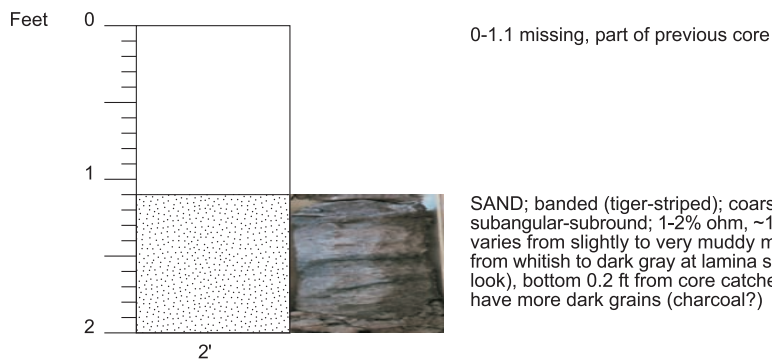 Feet
0
0-1.1 missing, part of previous core
1
SAND; banded (tiger-striped); coars
subangular-subround; 1-2% ohm, ~1
varies from slightly to very muddy m
from whitish to dark gray at lamina s
look), bottom 0.2 ft from core catche
have more dark grains (charcoal?)
2
2'